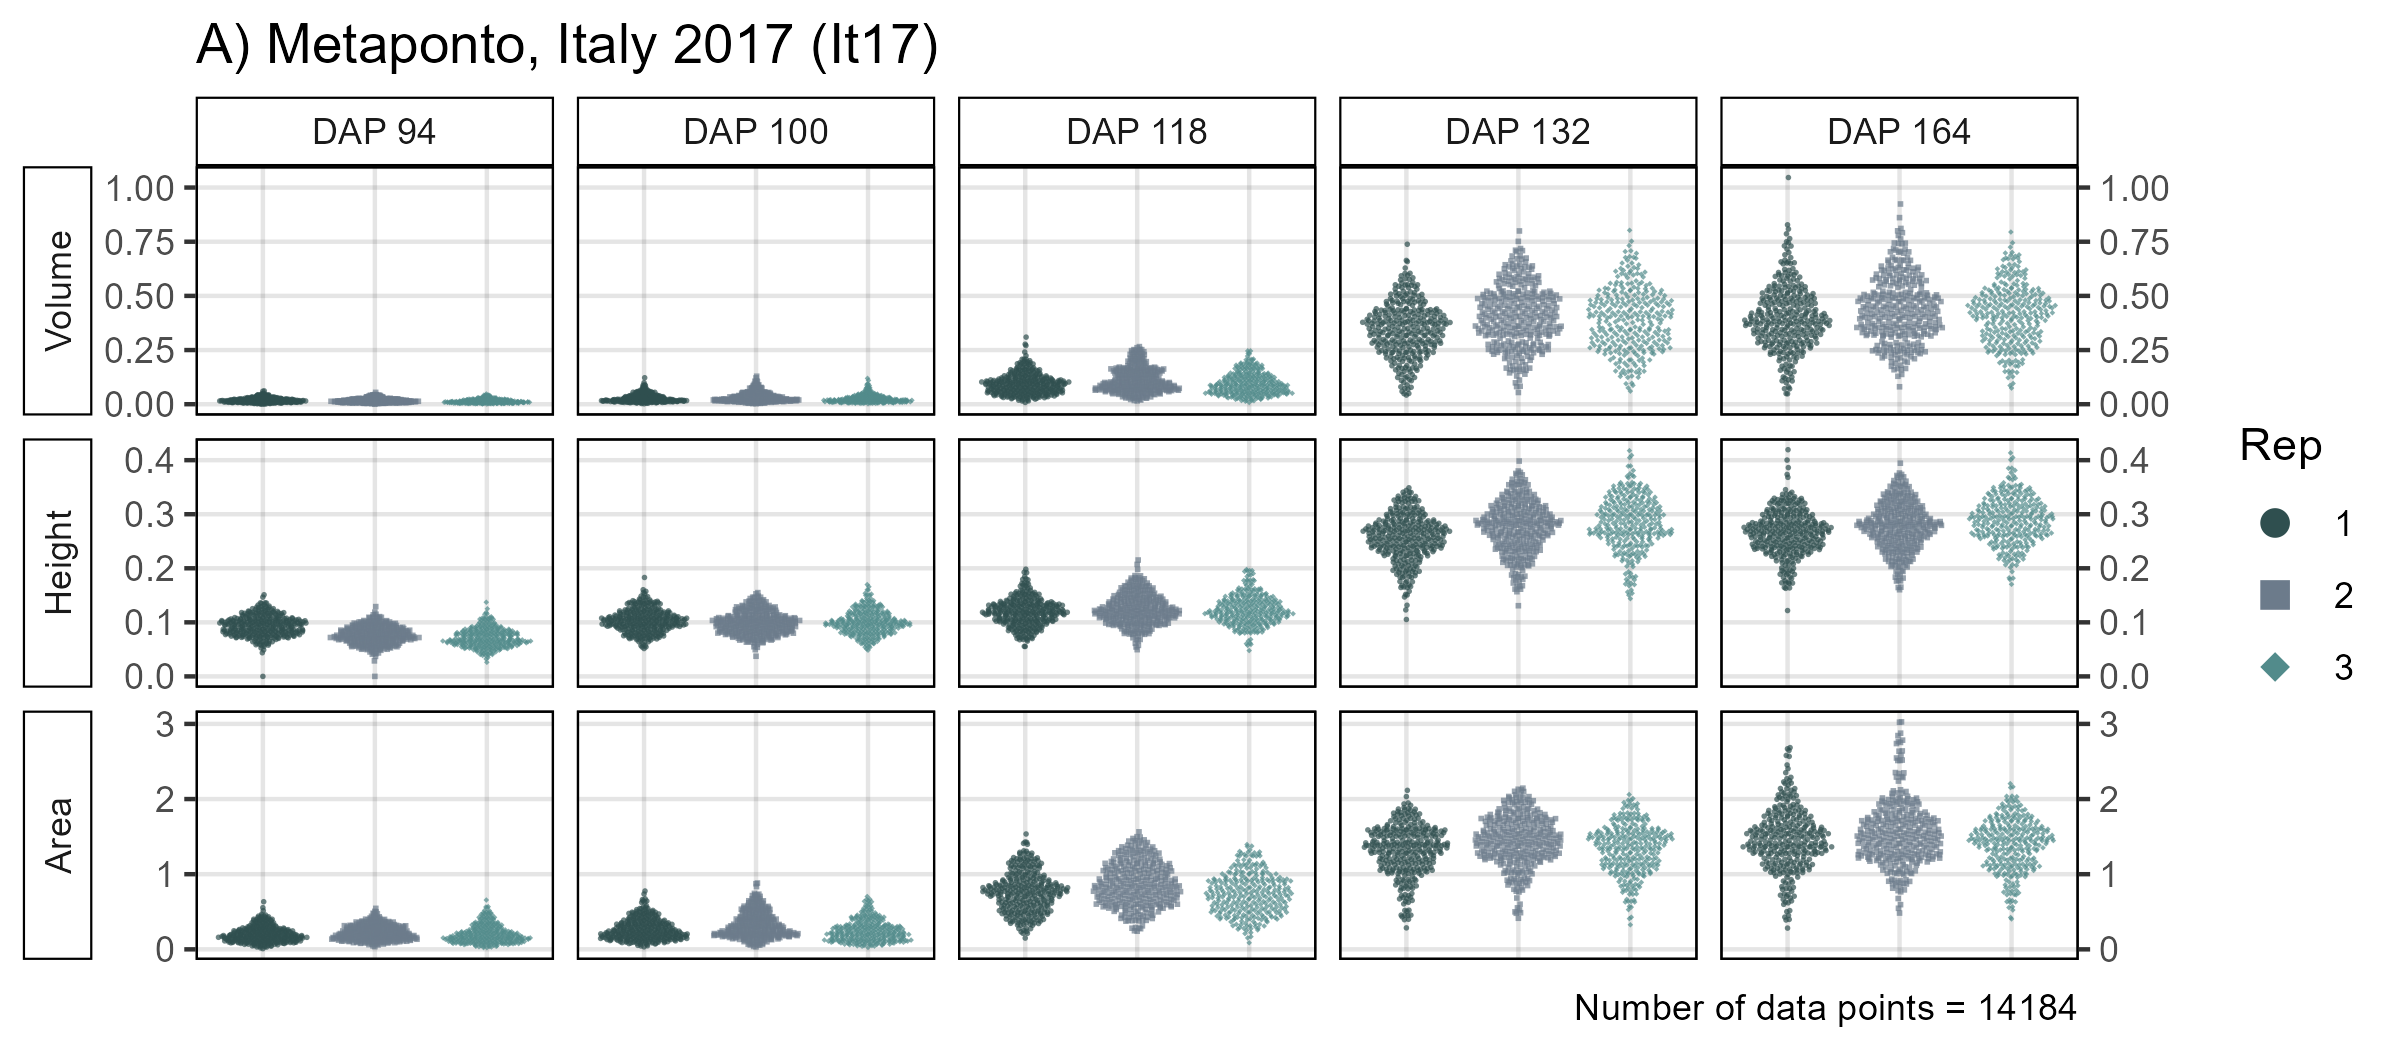 A) Metaponto, Italy 2017 (It17)
DAP 94 DAP 100 DAP 118 DAP 132 DAP 164
Volume
1.00 1.00
0.75 0.75
0.50 0.50
0.25 0.25
0.00 0.00
Height
0.4 0.4
0.3 0.3
0.2 0.2
0.1 0.1
0.0 0.0
Area
3 3
2 2
1 1
0 0
Rep
1
2
3
Number of data points = 14184